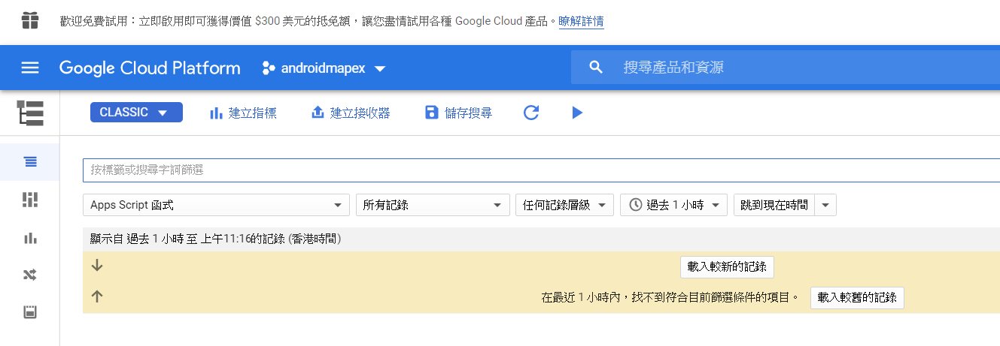 歡迎免費試用：立即啟用即可獲得價值 $300 美元的抵免額，讓您盡情試用各種 Google Cloud 產品。瞭解詳情
Google Cloud Platform androidmapex 搜尋產品和資源
CLASSIC 建立指標 建立接收器 儲存搜尋
按標籤或搜尋字詞篩選
Apps Script 函式 所有記錄 任何記錄層級 過去 1 小時 跳到現在時間
顯示自 過去 1 小時 至 上午11:16的記錄 (香港時間)
載入較新的記錄
在最近 1 小時內，找不到符合目前篩選條件的項目。 載入較舊的記錄